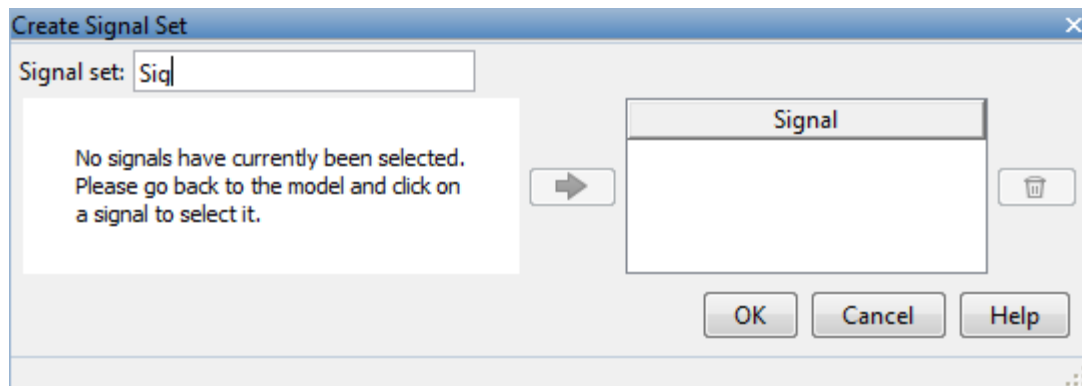 Create Signal Set
Signal set: Sig
Signal
No signals have currently been selected.
Please go back to the model and click on
a signal to select it.
OK Cancel Help